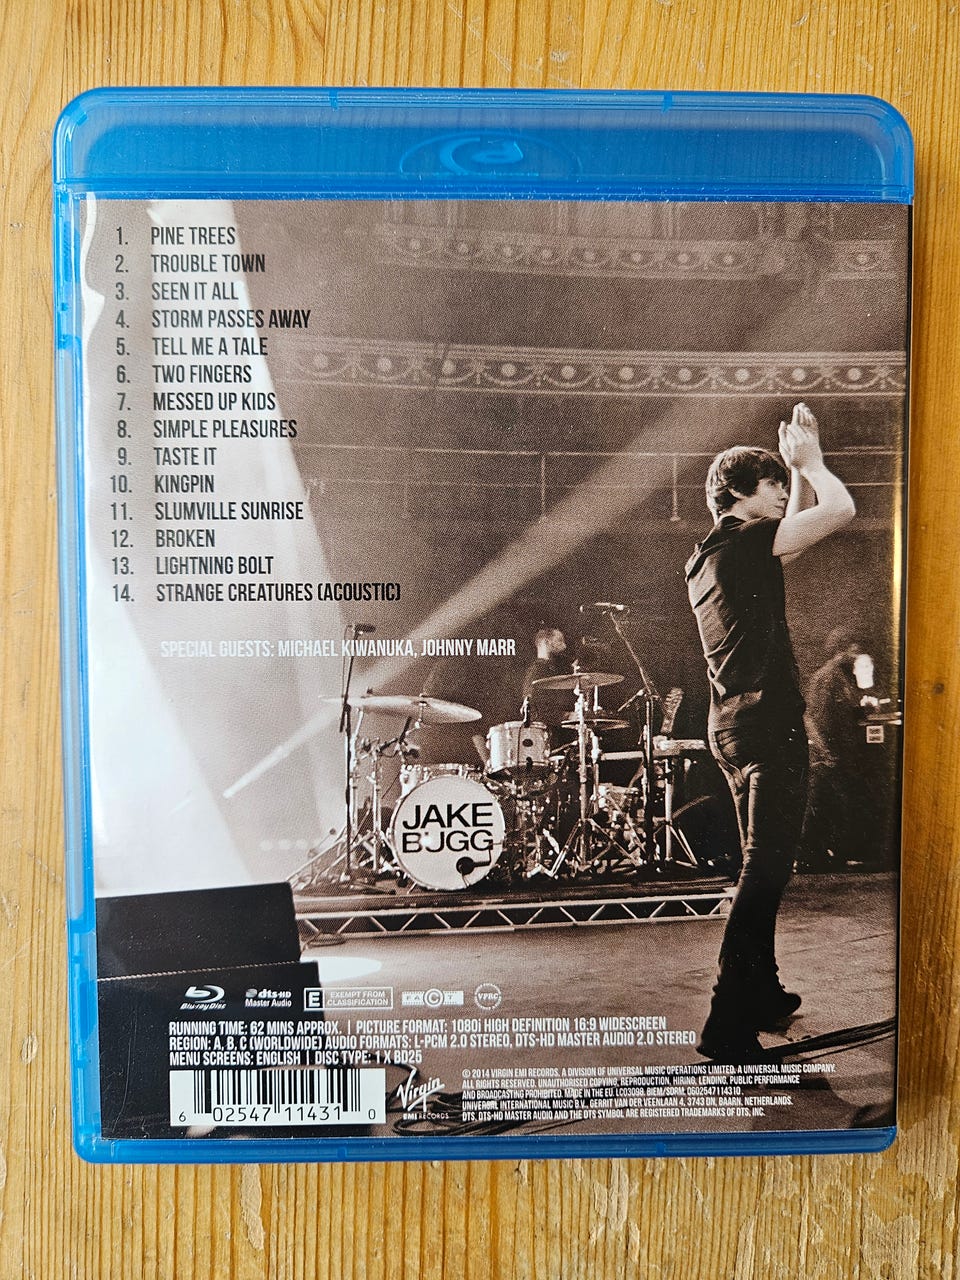 1. PINE TREES
2. TROUBLE TOWN
3. SEEN IT ALL
4. STORM PASSES AWAY
5. TELL ME A TALE
6. TWO FINGERS
7. MESSED UP KIDS
8. SIMPLE PLEASURES
9. TASTE IT
10. KINGPIN
11. SLUMVILLE SUNRISE
12. BROKEN
13. LIGHTNING BOLT
14. STRANGE CREATURES (ACOUSTIC)
SPECIAL GUESTS: MICHAEL KIWANUKA, JOHNNY MARR
JAKE
BUGG
Blu-ray Disc
dts-HD
Master Audio
E EXEMPT FROM
CLASSIFICATION
FACT
VPRC
RUNNING TIME: 62 MINS APPROX. | PICTURE FORMAT: 1080i HIGH DEFINITION 16:9 WIDESCREEN
REGION: A, B, C (WORLDWIDE) AUDIO FORMATS: L-PCM 2.0 STEREO, DTS-HD MASTER AUDIO 2.0 STEREO
MENU SCREENS: ENGLISH | DISC TYPE: 1 X BD25
6 02547 11431 0
Virgin
EMI RECORDS
© 2014 VIRGIN EMI RECORDS. A DIVISION OF UNIVERSAL MUSIC OPERATIONS LIMITED. A UNIVERSAL MUSIC COMPANY.
ALL RIGHTS RESERVED. UNAUTHORISED COPYING, REPRODUCTION, HIRING, LENDING, PUBLIC PERFORMANCE
AND BROADCASTING PROHIBITED. MADE IN THE EU. LC03098. BIEM/SDRM. 0602547114310
UNIVERSAL INTERNATIONAL MUSIC B.V., GERRIT VAN DER VEENLAAN 4, 3743 DN, BAARN, NETHERLANDS.
DTS, DTS-HD MASTER AUDIO AND THE DTS SYMBOL ARE REGISTERED TRADEMARKS OF DTS, INC.